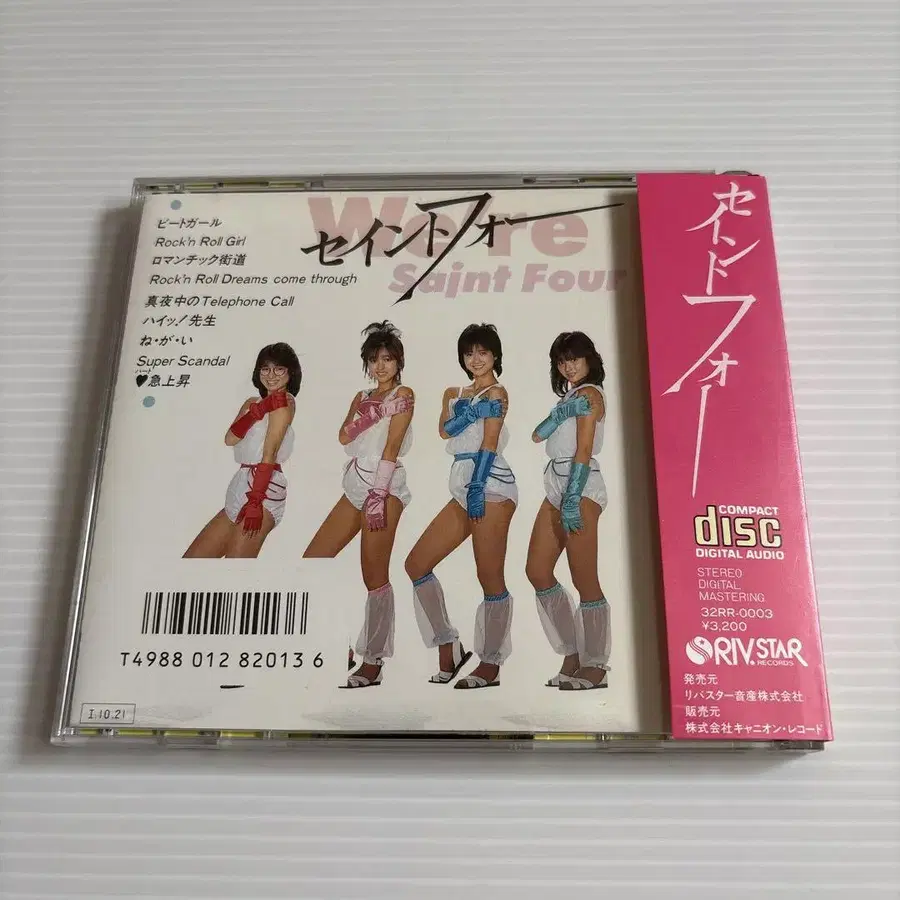 We're
Saint Four
セイントフォー
ビートガール
Rock'n Roll Girl
ロマンチック街道
Rock'n Roll Dreams come through
真夜中のTelephone Call
ハイッ!先生
ね・が・い
Super Scandal
ハート
♥急上昇
T4988 012 82013 6
I.10.21
セイントフォー
COMPACT
disc
DIGITAL AUDIO
STEREO
DIGITAL
MASTERING
32RR-0003
¥3,200
RIV.STAR
RECORDS
発売元
リバスター音産株式会社
販売元
株式会社キャニオン・レコード